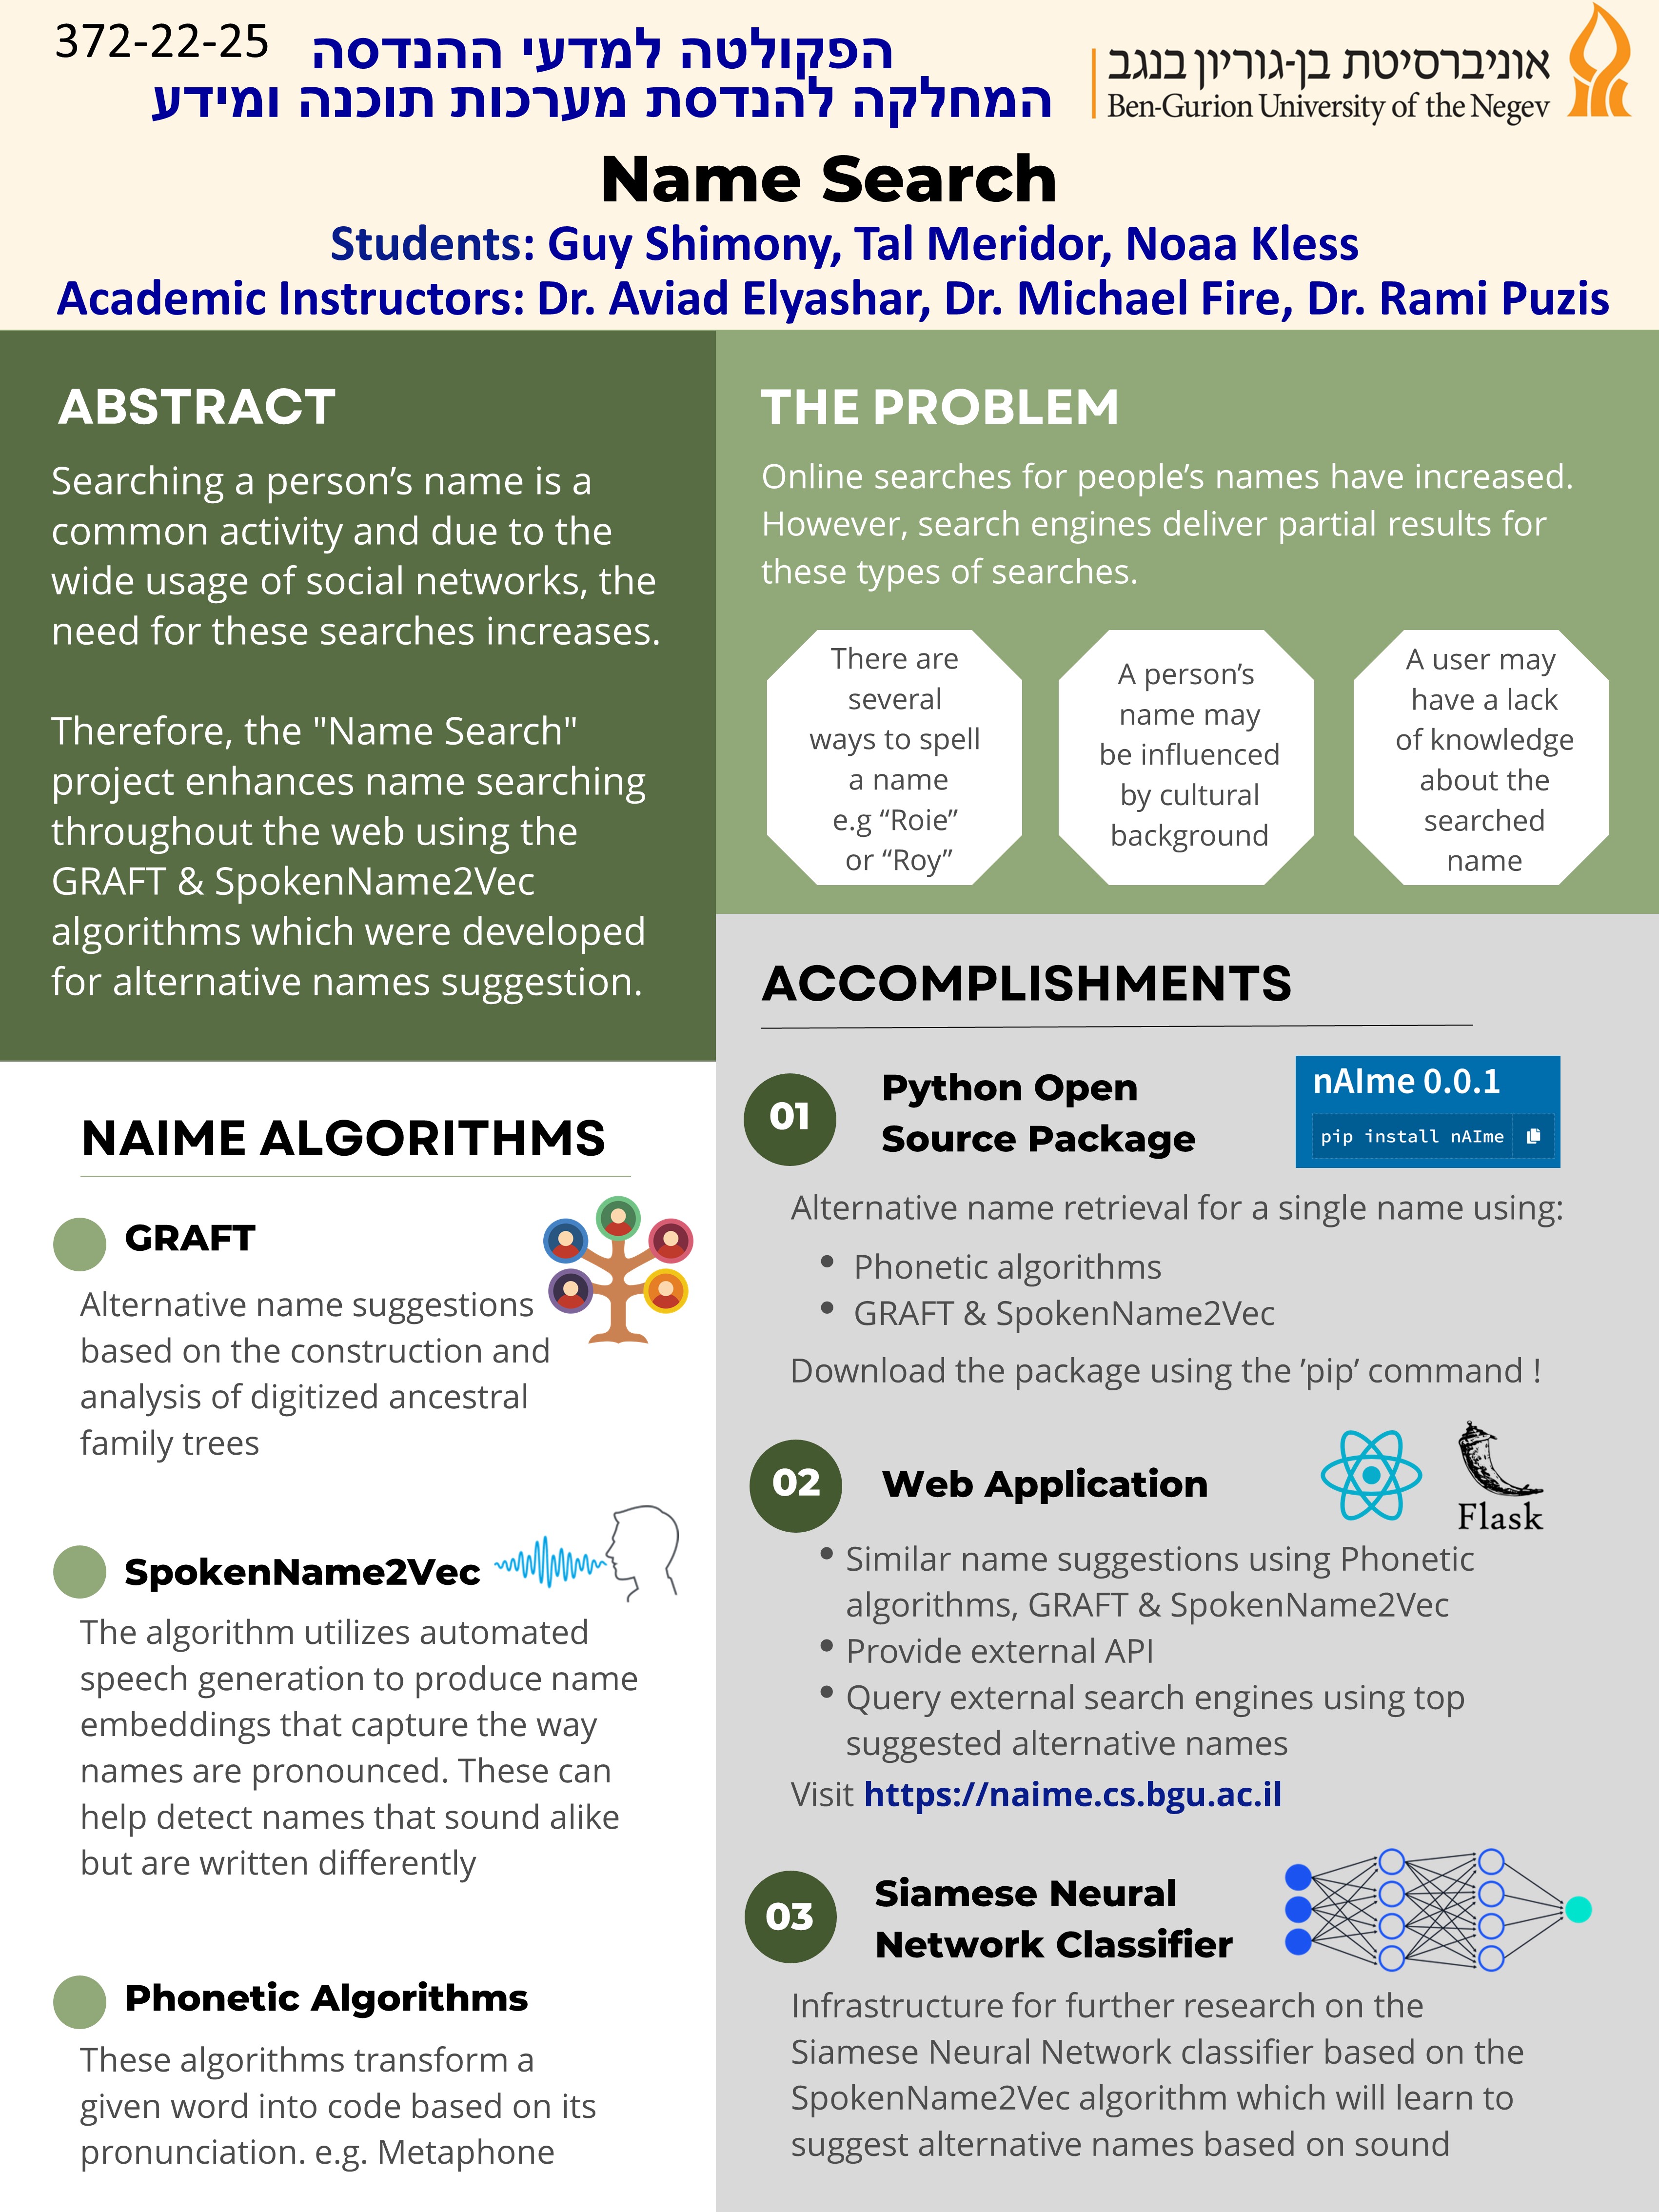 372-22-25
הפקולטה למדעי ההנדסה
המחלקה להנדסת מערכות תוכנה ומידע
אוניברסיטת בן-גוריון בנגב
Ben-Gurion University of the Negev
Name Search
Students: Guy Shimony, Tal Meridor, Noaa Kless
Academic Instructors: Dr. Aviad Elyashar, Dr. Michael Fire, Dr. Rami Puzis
ABSTRACT
Searching a person’s name is a
common activity and due to the
wide usage of social networks, the
need for these searches increases.
Therefore, the "Name Search"
project enhances name searching
throughout the web using the
GRAFT & SpokenName2Vec
algorithms which were developed
for alternative names suggestion.
THE PROBLEM
Online searches for people’s names have increased.
However, search engines deliver partial results for
these types of searches.
There are
several
ways to spell
a name
e.g “Roie”
or “Roy”
A person’s
name may
be influenced
by cultural
background
A user may
have a lack
of knowledge
about the
searched
name
NAIME ALGORITHMS
GRAFT
Alternative name suggestions
based on the construction and
analysis of digitized ancestral
family trees
SpokenName2Vec
The algorithm utilizes automated
speech generation to produce name
embeddings that capture the way
names are pronounced. These can
help detect names that sound alike
but are written differently
Phonetic Algorithms
These algorithms transform a
given word into code based on its
pronunciation. e.g. Metaphone
ACCOMPLISHMENTS
01
Python Open
Source Package
nAIme 0.0.1
pip install nAIme
Alternative name retrieval for a single name using:
• Phonetic algorithms
• GRAFT & SpokenName2Vec
Download the package using the ’pip’ command !
02
Web Application
Flask
• Similar name suggestions using Phonetic
algorithms, GRAFT & SpokenName2Vec
• Provide external API
• Query external search engines using top
suggested alternative names
Visit https://naime.cs.bgu.ac.il
03
Siamese Neural
Network Classifier
Infrastructure for further research on the
Siamese Neural Network classifier based on the
SpokenName2Vec algorithm which will learn to
suggest alternative names based on sound